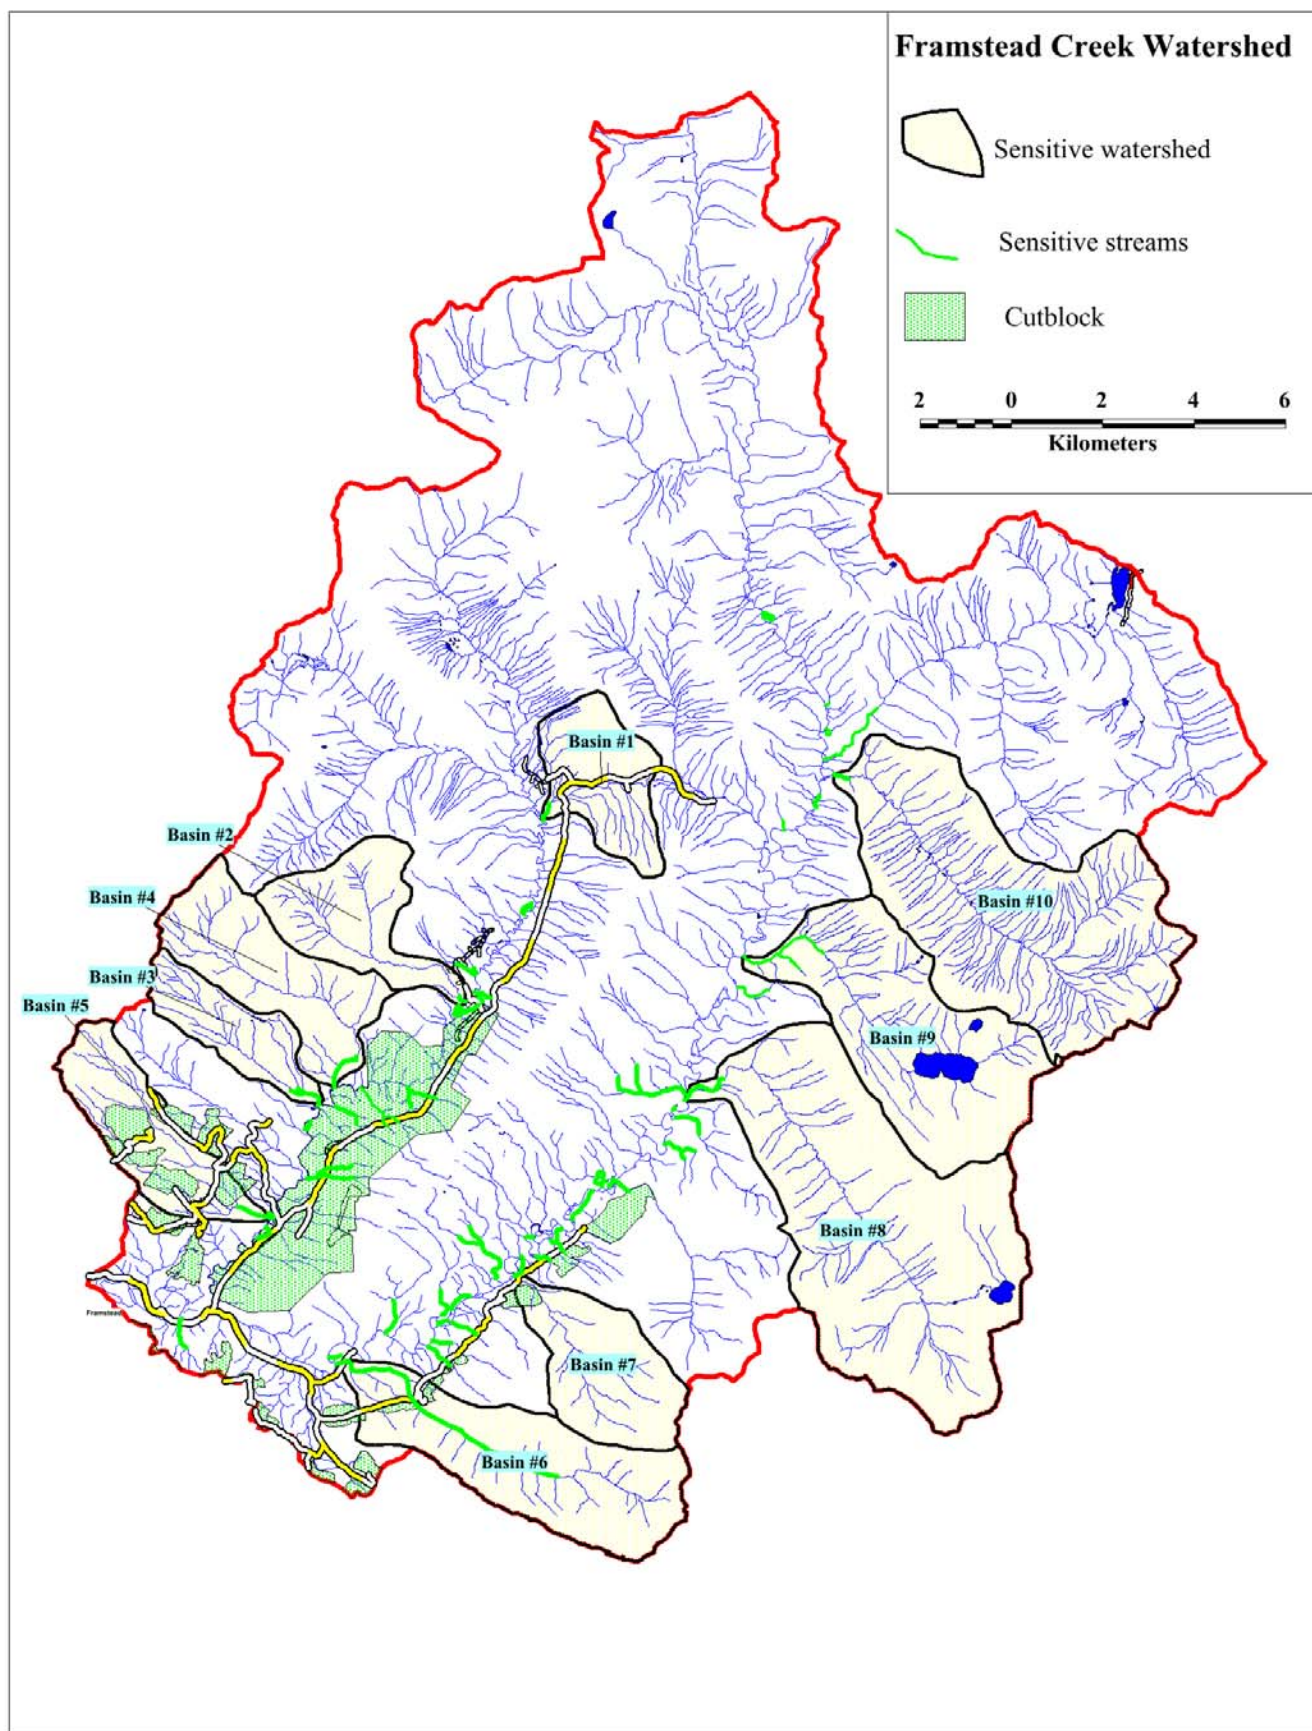 Framstead Creek Watershed
Sensitive watershed
Sensitive streams
Cutblock
2 0 2 4 6
Kilometers
Basin #1
Basin #2
Basin #4
Basin #10
Basin #3
Basin #5
Basin #9
Basin #8
Framstead
Basin #7
Basin #6